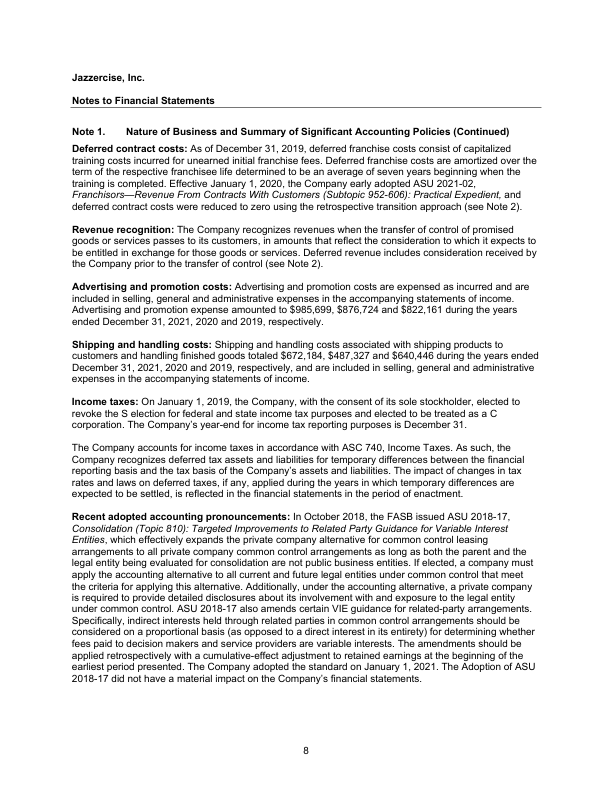 Jazzercise, Inc.
Notes to Financial Statements
Note 1. Nature of Business and Summary of Significant Accounting Policies (Continued)
Deferred contract costs: As of December 31, 2019, deferred franchise costs consist of capitalized
training costs incurred for unearned initial franchise fees. Deferred franchise costs are amortized over the
term of the respective franchisee life determined to be an average of seven years beginning when the
training is completed. Effective January 1, 2020, the Company early adopted ASU 2021-02,
Franchisors—Revenue From Contracts With Customers (Subtopic 952-606): Practical Expedient, and
deferred contract costs were reduced to zero using the retrospective transition approach (see Note 2).
Revenue recognition: The Company recognizes revenues when the transfer of control of promised
goods or services passes to its customers, in amounts that reflect the consideration to which it expects to
be entitled in exchange for those goods or services. Deferred revenue includes consideration received by
the Company prior to the transfer of control (see Note 2).
Advertising and promotion costs: Advertising and promotion costs are expensed as incurred and are
included in selling, general and administrative expenses in the accompanying statements of income.
Advertising and promotion expense amounted to $985,699, $876,724 and $822,161 during the years
ended December 31, 2021, 2020 and 2019, respectively.
Shipping and handling costs: Shipping and handling costs associated with shipping products to
customers and handling finished goods totaled $672,184, $487,327 and $640,446 during the years ended
December 31, 2021, 2020 and 2019, respectively, and are included in selling, general and administrative
expenses in the accompanying statements of income.
Income taxes: On January 1, 2019, the Company, with the consent of its sole stockholder, elected to
revoke the S election for federal and state income tax purposes and elected to be treated as a C
corporation. The Company's year-end for income tax reporting purposes is December 31.
The Company accounts for income taxes in accordance with ASC 740, Income Taxes. As such, the
Company recognizes deferred tax assets and liabilities for temporary differences between the financial
reporting basis and the tax basis of the Company's assets and liabilities. The impact of changes in tax
rates and laws on deferred taxes, if any, applied during the years in which temporary differences are
expected to be settled, is reflected in the financial statements in the period of enactment.
Recent adopted accounting pronouncements: In October 2018, the FASB issued ASU 2018-17,
Consolidation (Topic 810): Targeted Improvements to Related Party Guidance for Variable Interest
Entities, which effectively expands the private company alternative for common control leasing
arrangements to all private company common control arrangements as long as both the parent and the
legal entity being evaluated for consolidation are not public business entities. If elected, a company must
apply the accounting alternative to all current and future legal entities under common control that meet
the criteria for applying this alternative. Additionally, under the accounting alternative, a private company
is required to provide detailed disclosures about its involvement with and exposure to the legal entity
under common control. ASU 2018-17 also amends certain VIE guidance for related-party arrangements.
Specifically, indirect interests held through related parties in common control arrangements should be
considered on a proportional basis (as opposed to a direct interest in its entirety) for determining whether
fees paid to decision makers and service providers are variable interests. The amendments should be
applied retrospectively with a cumulative-effect adjustment to retained earnings at the beginning of the
earliest period presented. The Company adopted the standard on January 1, 2021. The Adoption of ASU
2018-17 did not have a material impact on the Company's financial statements.
8